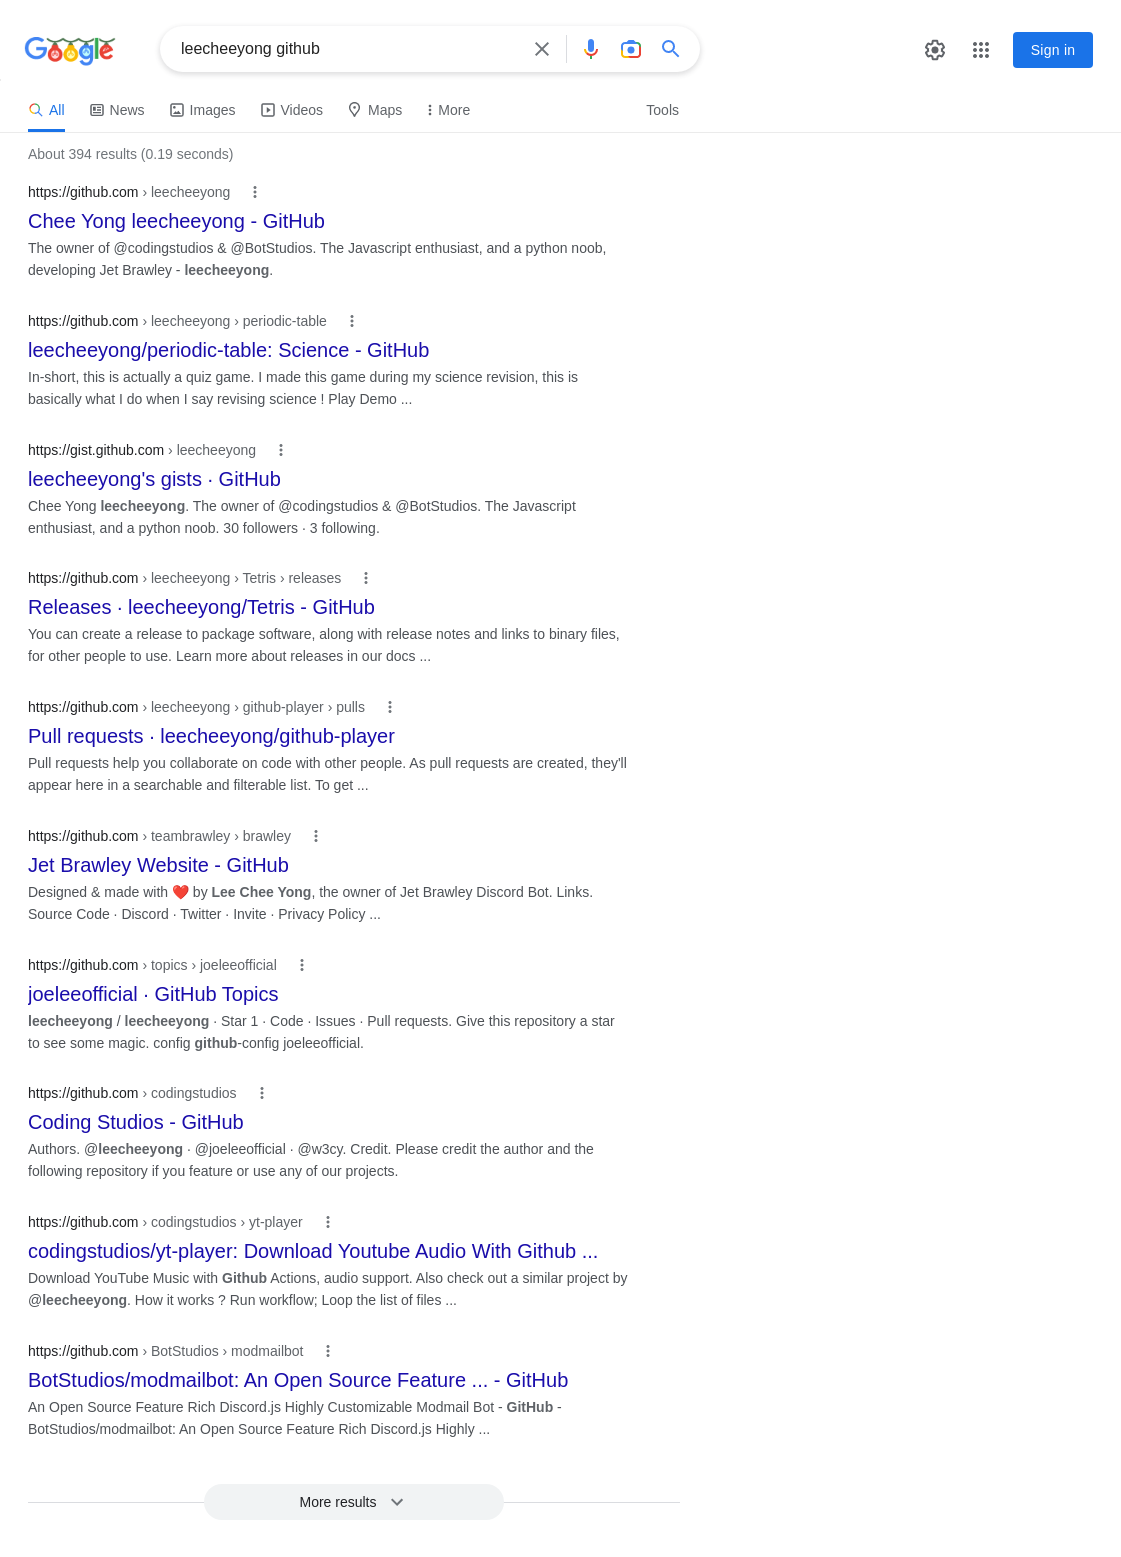 Google
leecheeyong github
Sign in
All News Images Videos Maps More Tools
About 394 results (0.19 seconds)
https://github.com › leecheeyong
Chee Yong leecheeyong - GitHub
The owner of @codingstudios & @BotStudios. The Javascript enthusiast, and a python noob,
developing Jet Brawley - leecheeyong.
https://github.com › leecheeyong › periodic-table
leecheeyong/periodic-table: Science - GitHub
In-short, this is actually a quiz game. I made this game during my science revision, this is
basically what I do when I say revising science ! Play Demo ...
https://gist.github.com › leecheeyong
leecheeyong's gists · GitHub
Chee Yong leecheeyong. The owner of @codingstudios & @BotStudios. The Javascript
enthusiast, and a python noob. 30 followers · 3 following.
https://github.com › leecheeyong › Tetris › releases
Releases · leecheeyong/Tetris - GitHub
You can create a release to package software, along with release notes and links to binary files,
for other people to use. Learn more about releases in our docs ...
https://github.com › leecheeyong › github-player › pulls
Pull requests · leecheeyong/github-player
Pull requests help you collaborate on code with other people. As pull requests are created, they'll
appear here in a searchable and filterable list. To get ...
https://github.com › teambrawley › brawley
Jet Brawley Website - GitHub
Designed & made with ❤️ by Lee Chee Yong, the owner of Jet Brawley Discord Bot. Links.
Source Code · Discord · Twitter · Invite · Privacy Policy ...
https://github.com › topics › joeleeofficial
joeleeofficial · GitHub Topics
leecheeyong / leecheeyong · Star 1 · Code · Issues · Pull requests. Give this repository a star
to see some magic. config github-config joeleeofficial.
https://github.com › codingstudios
Coding Studios - GitHub
Authors. @leecheeyong · @joeleeofficial · @w3cy. Credit. Please credit the author and the
following repository if you feature or use any of our projects.
https://github.com › codingstudios › yt-player
codingstudios/yt-player: Download Youtube Audio With Github ...
Download YouTube Music with Github Actions, audio support. Also check out a similar project by
@leecheeyong. How it works ? Run workflow; Loop the list of files ...
https://github.com › BotStudios › modmailbot
BotStudios/modmailbot: An Open Source Feature ... - GitHub
An Open Source Feature Rich Discord.js Highly Customizable Modmail Bot - GitHub -
BotStudios/modmailbot: An Open Source Feature Rich Discord.js Highly ...
More results